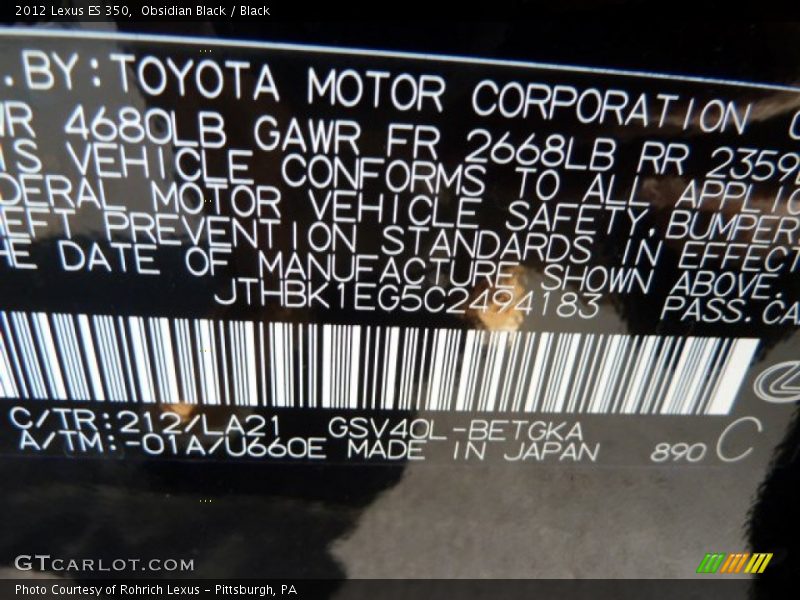 2012 Lexus ES 350, Obsidian Black / Black
.BY:TOYOTA MOTOR CORPORATION
WR 4680LB GAWR FR 2668LB RR 2359L
IS VEHICLE CONFORMS TO ALL APPLIC
DERAL MOTOR VEHICLE SAFETY, BUMPER,
EFT PREVENTION STANDARDS IN EFFECT
HE DATE OF MANUFACTURE SHOWN ABOVE.
JTHBK1EG5C2494183 PASS.CA
C/TR:212/LA21 GSV40L-BETGKA
A/TM:-01A/U660E MADE IN JAPAN 890 C
GTCARLOT.COM
Photo Courtesy of Rohrich Lexus - Pittsburgh, PA